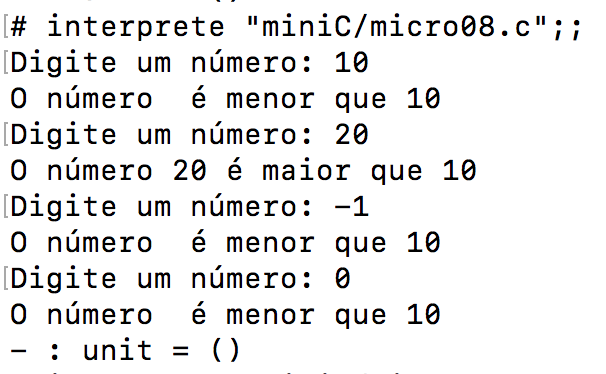 # interprete "miniC/micro08.c";;
Digite um número: 10
O número  é menor que 10
Digite um número: 20
O número 20 é maior que 10
Digite um número: -1
O número  é menor que 10
Digite um número: 0
O número  é menor que 10
- : unit = ()